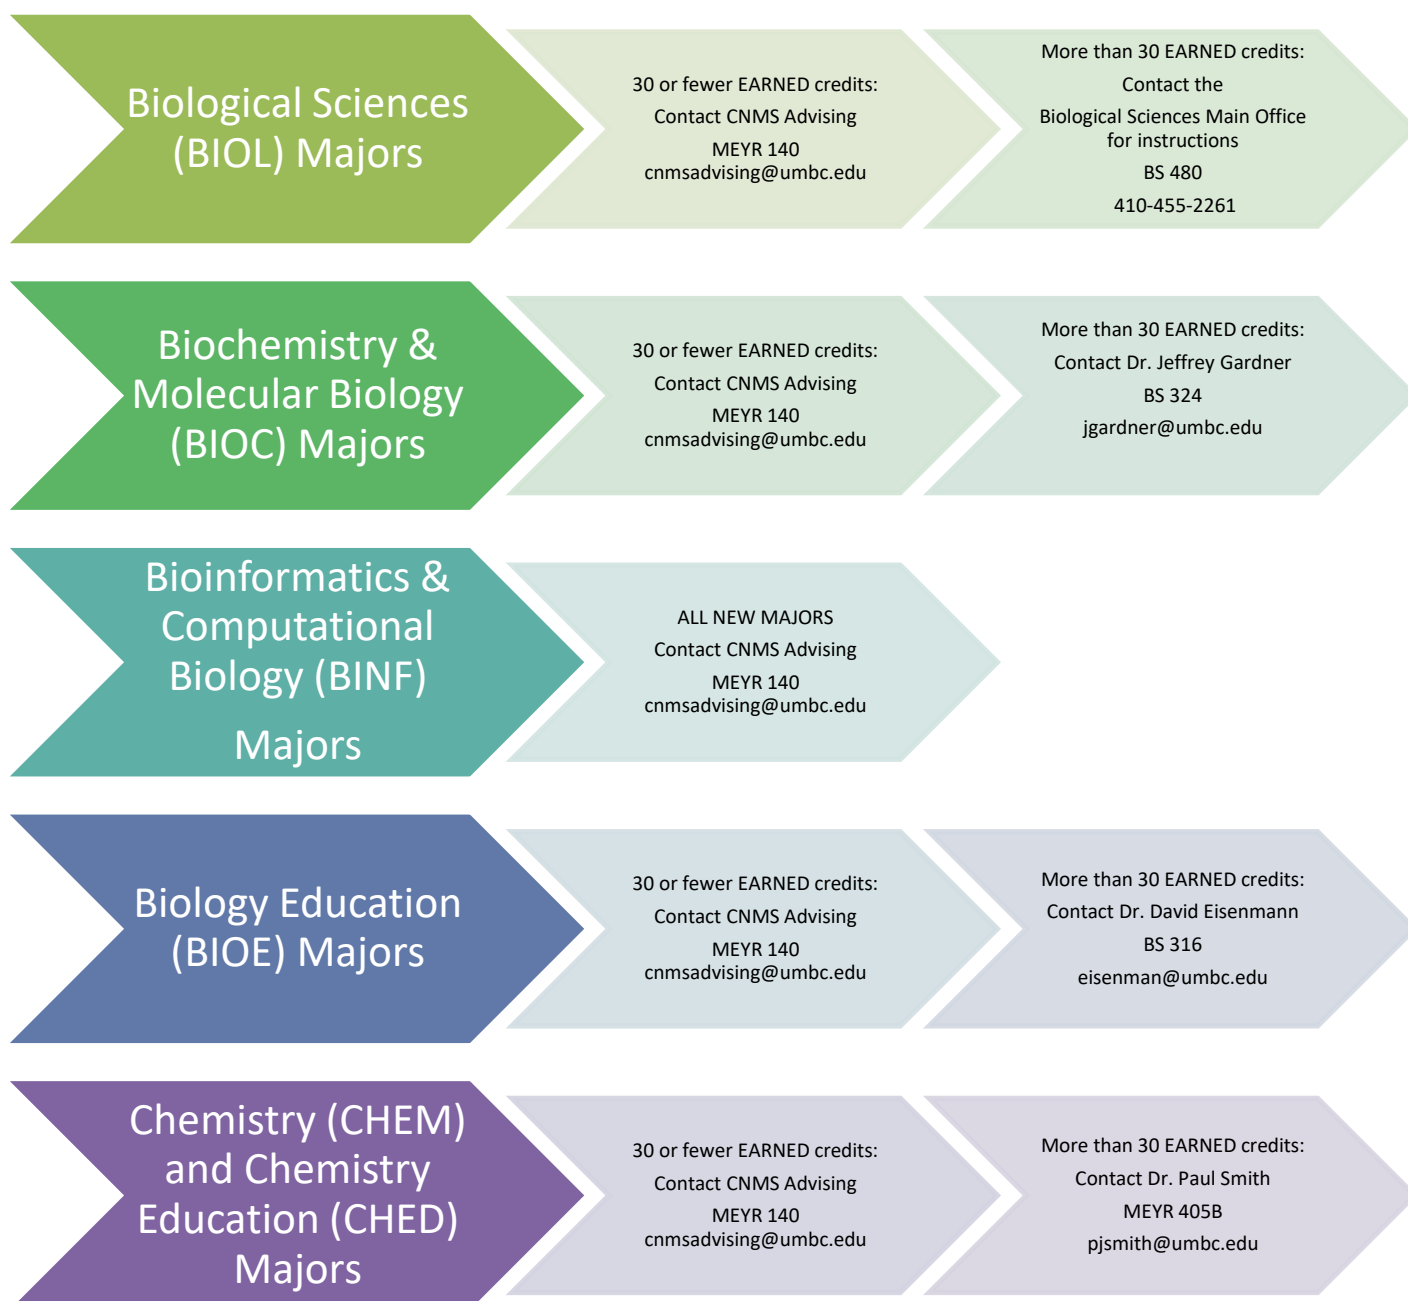 Biological Sciences
(BIOL) Majors
30 or fewer EARNED credits:
Contact CNMS Advising
MEYR 140
cnmsadvising@umbc.edu
More than 30 EARNED credits:
Contact the
Biological Sciences Main Office
for instructions
BS 480
410-455-2261
Biochemistry &
Molecular Biology
(BIOC) Majors
30 or fewer EARNED credits:
Contact CNMS Advising
MEYR 140
cnmsadvising@umbc.edu
More than 30 EARNED credits:
Contact Dr. Jeffrey Gardner
BS 324
jgardner@umbc.edu
Bioinformatics &
Computational
Biology (BINF)
Majors
ALL NEW MAJORS
Contact CNMS Advising
MEYR 140
cnmsadvising@umbc.edu
Biology Education
(BIOE) Majors
30 or fewer EARNED credits:
Contact CNMS Advising
MEYR 140
cnmsadvising@umbc.edu
More than 30 EARNED credits:
Contact Dr. David Eisenmann
BS 316
eisenman@umbc.edu
Chemistry (CHEM)
and Chemistry
Education (CHED)
Majors
30 or fewer EARNED credits:
Contact CNMS Advising
MEYR 140
cnmsadvising@umbc.edu
More than 30 EARNED credits:
Contact Dr. Paul Smith
MEYR 405B
pjsmith@umbc.edu